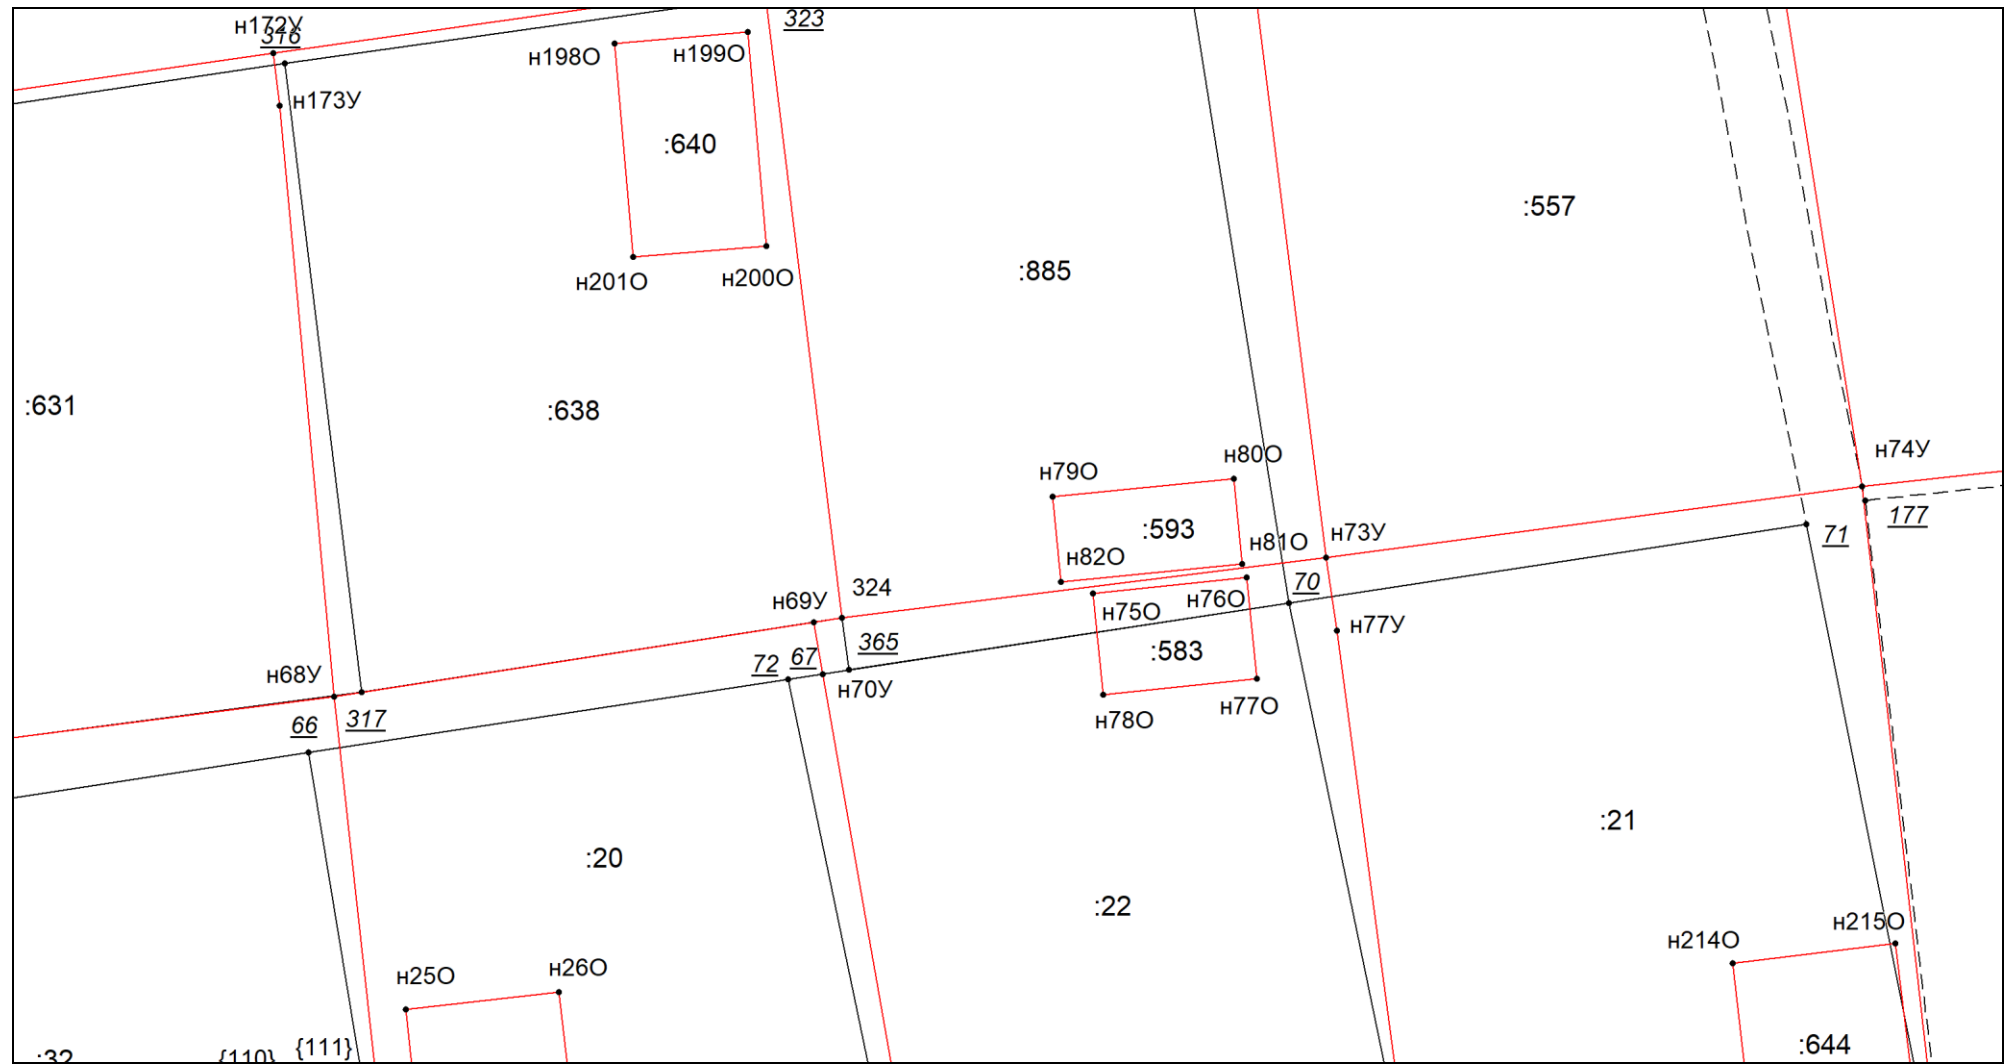 н172У
316
323
н198О
н199О
н173У
:640
:557
:885
н201О
н200О
:631
:638
н74У
н80О
н79О
:593
177
н81О
н73У
71
н82О
70
324
н69У
н75О
н76О
н77У
365
:583
67
72
н68У
н70У
н77О
н78О
317
66
:21
:20
:22
н215О
н214О
н26О
н25О
{111}
:644
{110}
:32